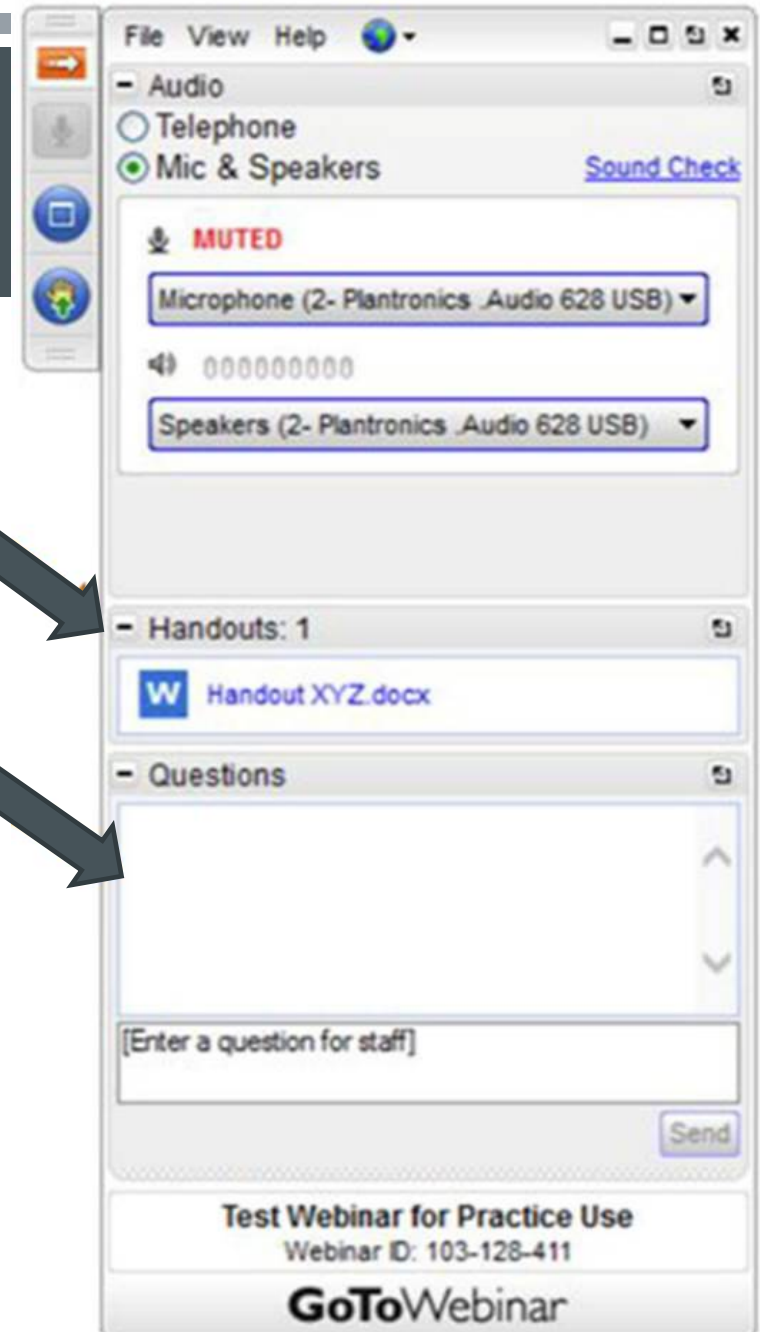 File View Help
- Audio
Telephone
Mic & Speakers Sound Check
MUTED
Microphone (2- Plantronics .Audio 628 USB)
Speakers (2- Plantronics .Audio 628 USB)
- Handouts: 1
W Handout XYZ.docx
- Questions
[Enter a question for staff]
Send
Test Webinar for Practice Use
Webinar ID: 103-128-411
GoToWebinar